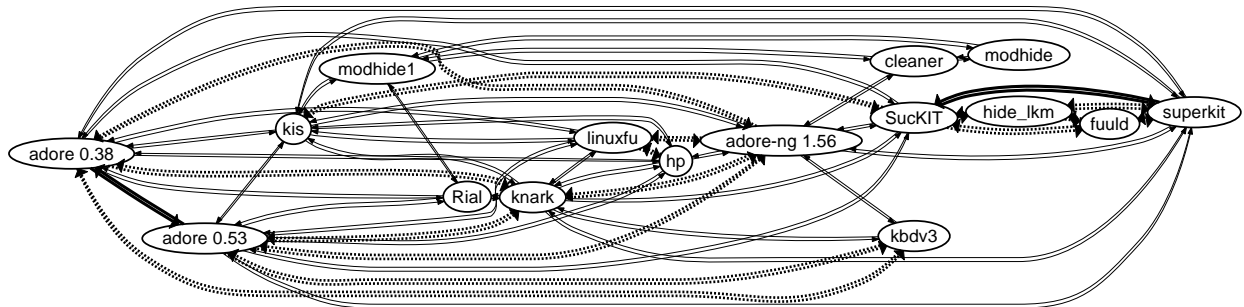 modhide
cleaner
modhide1
hide_lkm
superkit
SucKIT
fuuld
kis
linuxfu
adore-ng 1.56
adore 0.38
hp
Rial
knark
adore 0.53
kbdv3